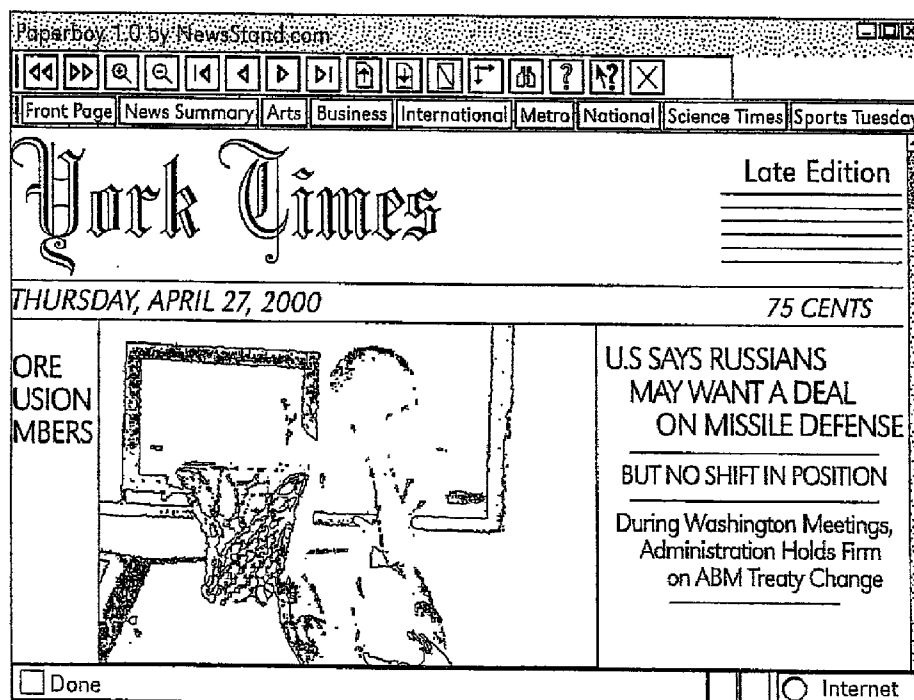 Paperboy 1.0 by NewsStand.com
Front Page News Summary Arts Business International Metro National Science Times Sports Tuesday
York Times
Late Edition
THURSDAY, APRIL 27, 2000
75 CENTS
ORE
USION
MBERS
U.S SAYS RUSSIANS
MAY WANT A DEAL
ON MISSILE DEFENSE
BUT NO SHIFT IN POSITION
During Washington Meetings,
Administration Holds Firm
on ABM Treaty Change
Done
Internet